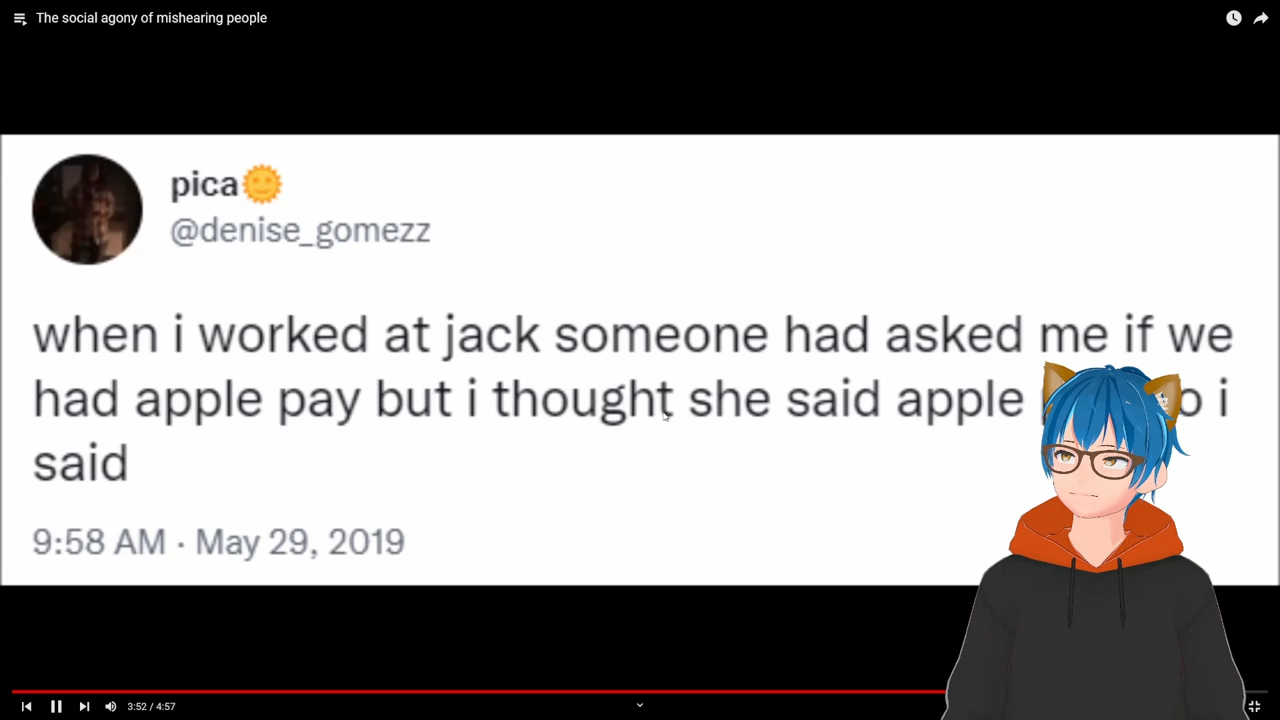 The social agony of mishearing people
pica
@denise_gomezz
when i worked at jack someone had asked me if we
had apple pay but i thought she said apple i
said
9:58 AM · May 29, 2019
3:52 / 4:57